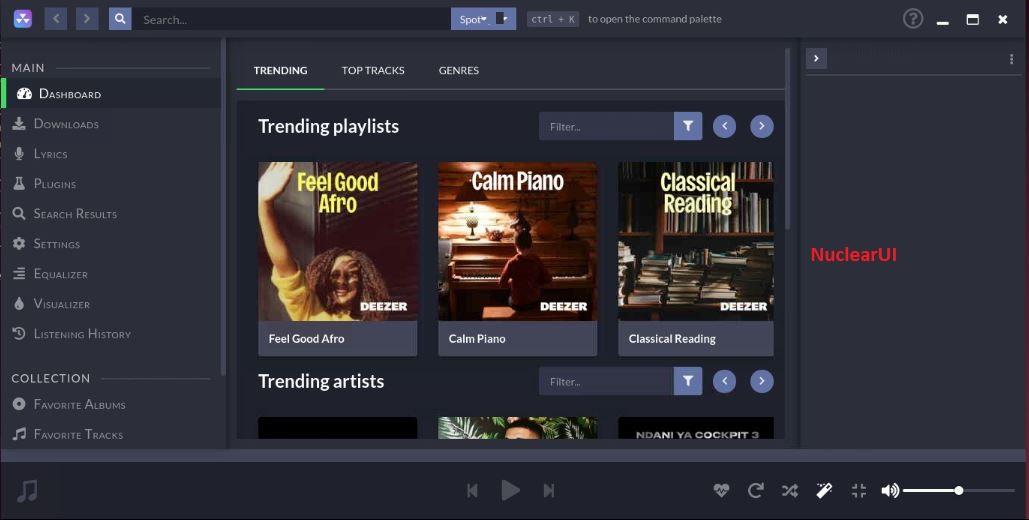 Search...
Spot
ctrl + K
to open the command palette
MAIN
Dashboard
Downloads
Lyrics
Plugins
Search Results
Settings
Equalizer
Visualizer
Listening History
COLLECTION
Favorite Albums
Favorite Tracks
TRENDING
TOP TRACKS
GENRES
Trending playlists
Filter...
Feel Good
Afro
DEEZER
Feel Good Afro
Calm Piano
DEEZER
Calm Piano
Classical
Reading
DEEZER
Classical Reading
Trending artists
Filter...
NDANI YA COCKPIT 3
NuclearUI